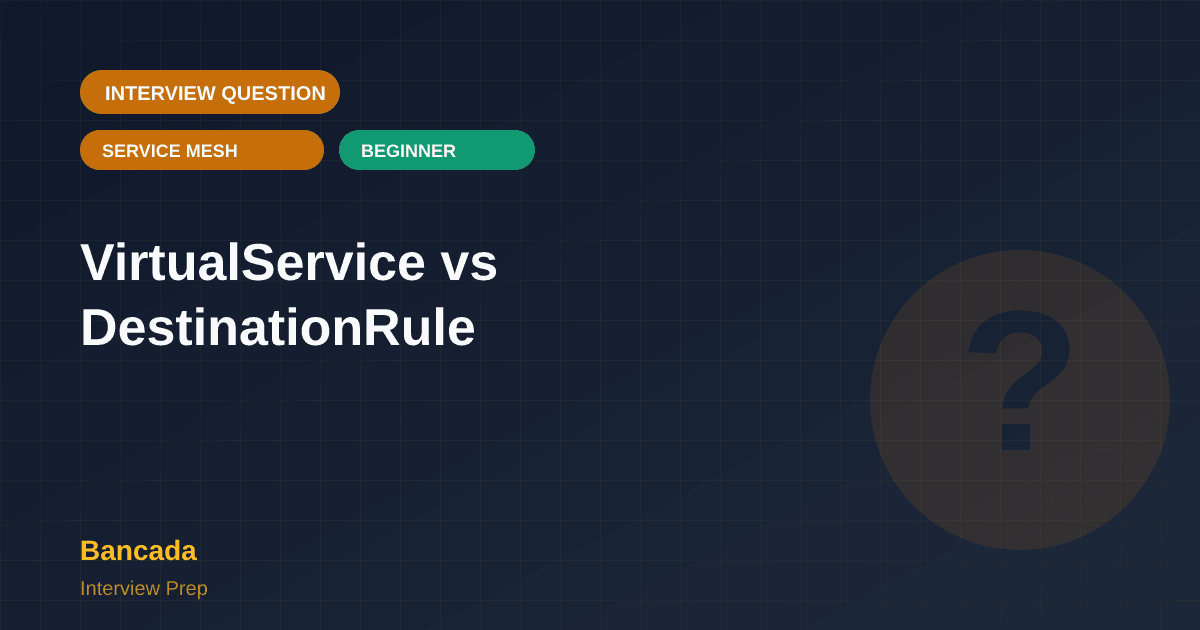 INTERVIEW QUESTION
SERVICE MESH
BEGINNER
VirtualService vs
DestinationRule
?
Bancada
Interview Prep